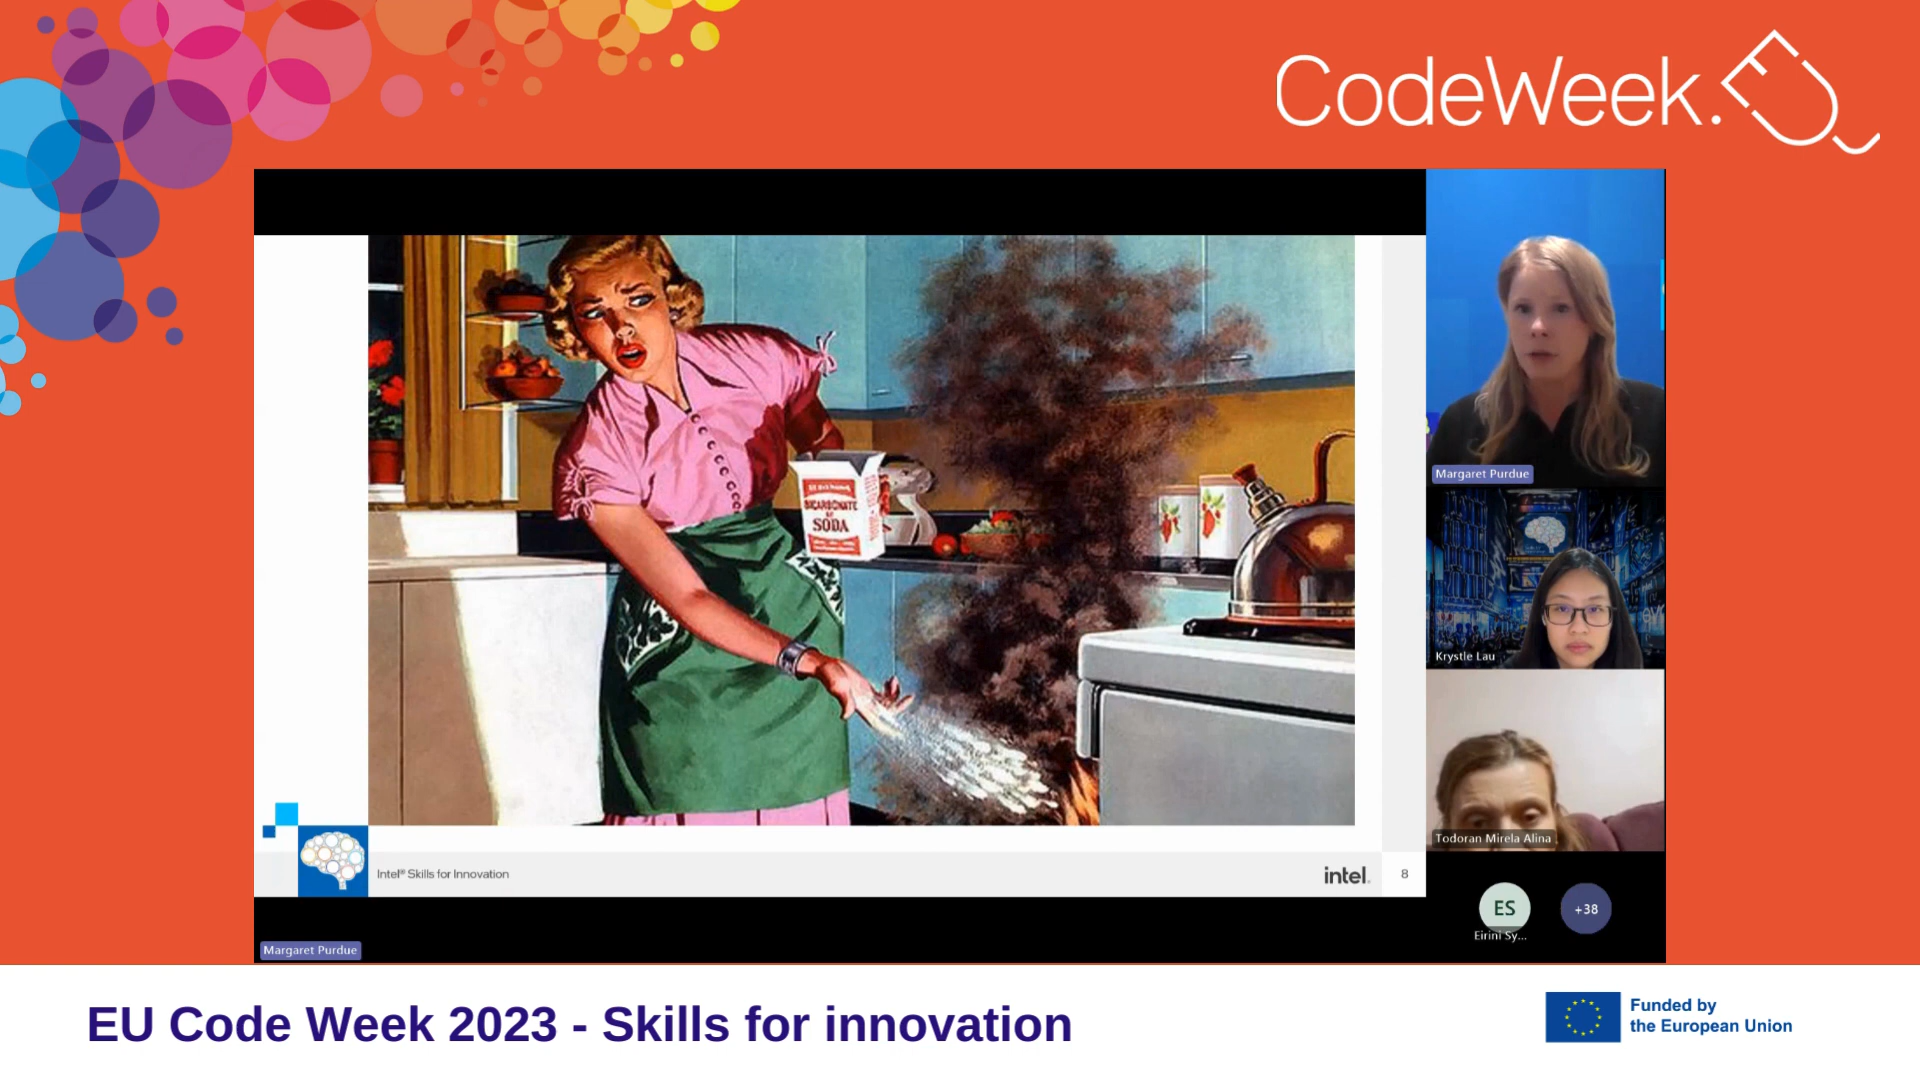 CodeWeek.
BICARBONATE
OF
SODA
Margaret Purdue
Krystle Lau
Todoran Mirela Alina
ES
+38
Eirini Sy...
Intel® Skills for Innovation
intel.
8
Margaret Purdue
EU Code Week 2023 - Skills for innovation
Funded by
the European Union